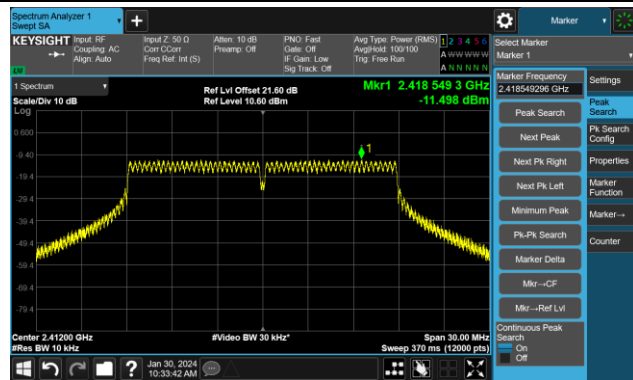 Spectrum Analyzer 1
Swept SA
Marker
KEYSIGHT
Input: RF
Coupling: AC
Align: Auto
Input Z: 50 Ω
Corr CCorr
Freq Ref: Int (S)
Atten: 10 dB
Preamp: Off
PNO: Fast
Gate: Off
IF Gain: Low
Sig Track: Off
Avg Type: Power (RMS)
Avg|Hold: 100/100
Trig: Free Run
1 2 3 4 5 6
A W W W W W
A N N N N N
Select Marker
Marker 1
1 Spectrum
Scale/Div 10 dB
Log
Ref Lvl Offset 21.60 dB
Ref Level 10.60 dBm
Mkr1 2.418 549 3 GHz
-11.498 dBm
0.600
-9.40
-19.4
-29.4
-39.4
-49.4
-59.4
-69.4
-79.4
1
Center 2.41200 GHz
#Res BW 10 kHz
#Video BW 30 kHz*
Span 30.00 MHz
Sweep 370 ms (12000 pts)
Marker Frequency
2.418549296 GHz
Peak Search
Next Peak
Next Pk Right
Next Pk Left
Minimum Peak
Pk-Pk Search
Marker Delta
Mkr→CF
Mkr→Ref Lvl
Continuous Peak
Search
On
Off
Settings
Peak
Search
Pk Search
Config
Properties
Marker
Function
Marker→
Counter
?
Jan 30, 2024
10:33:42 AM